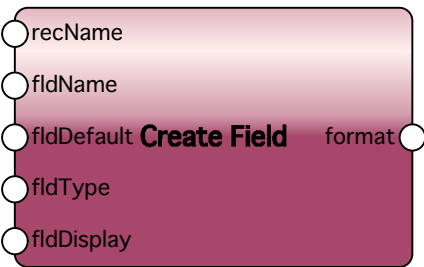 recName
fldName
fldDefault Create Field format
fldType
fldDisplay